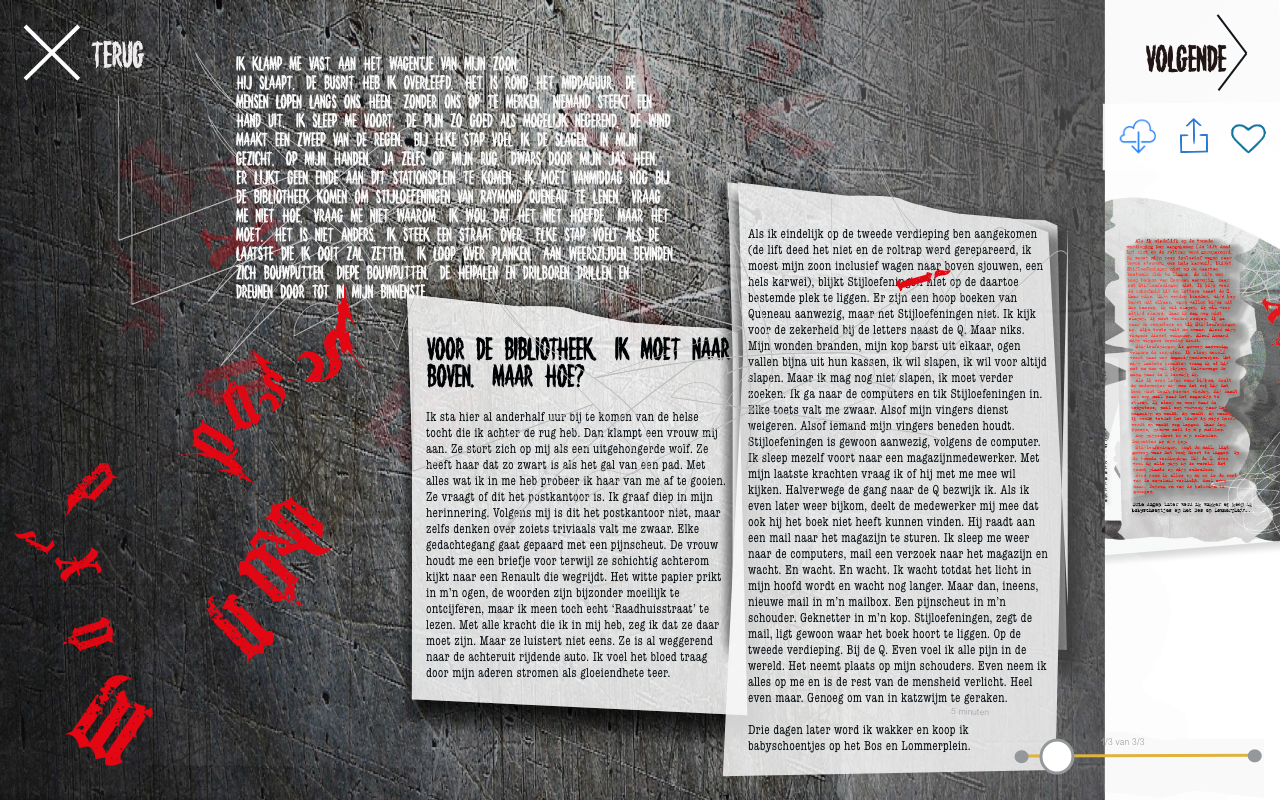 TERUG
IK KLAMP ME VAST AAN HET WAGENTJE VAN MIJN ZOON.
HIJ SLAAPT. DE BUSRIT HEB IK OVERLEEFD. HET IS ROND HET MIDDAGUUR, DE
MENSEN LOPEN LANGS ONS HEEN, ZONDER ONS OP TE MERKEN. NIEMAND STEEKT EEN
HAND UIT. IK SLEEP ME VOORT, DE PIJN ZO GOED ALS MOGELIJK NEGEREND. DE WIND
MAAKT EEN ZWEEP VAN DE REGEN. BIJ ELKE STAP VOEL IK DE SLAGEN. IN MIJN
GEZICHT, OP MIJN HANDEN, JA ZELFS OP MIJN RUG, DWARS DOOR MIJN JAS HEEN.
ER LIJKT GEEN EINDE AAN DIT STATIONSPLEIN TE KOMEN. IK MOET VANMIDDAG NOG BIJ
DE BIBLIOTHEEK KOMEN OM STIJLOEFENINGEN VAN RAYMOND QUENEAU TE LENEN. VRAAG
ME NIET HOE, VRAAG ME NIET WAAROM. IK WOU DAT HET NIET HOEFDE, MAAR HET
MOET. HET IS NIET ANDERS. IK STEEK EEN STRAAT OVER. ELKE STAP VOELT ALS DE
LAATSTE DIE IK OOIT ZAL ZETTEN. IK LOOP OVER PLANKEN, AAN WEERSZIJDEN BEVINDEN
ZICH BOUWPUTTEN. DIEPE BOUWPUTTEN. DE HEIPALEN EN DRILBOREN DRILLEN EN
DREUNEN DOOR TOT IN MIJN BINNENSTE.
VOOR DE BIBLIOTHEEK. IK MOET NAAR
BOVEN. MAAR HOE?
Ik sta hier al anderhalf uur bij te komen van de helse
tocht die ik achter de rug heb. Dan klampt een vrouw mij
aan. Ze stort zich op mij als een uitgehongerde wolf. Ze
heeft haar dat zo zwart is als het gal van een pad. Met
alles wat ik in me heb probeer ik haar van me af te gooien.
Ze vraagt of dit het postkantoor is. Ik graaf diep in mijn
herinnering. Volgens mij is dit het postkantoor niet, maar
zelfs denken over zoiets triviaals valt me zwaar. Elke
gedachtegang gaat gepaard met een pijnscheut. De vrouw
houdt me een briefje voor terwijl ze schichtig achterom
kijkt naar een Renault die wegrijdt. Het witte papier prikt
in m'n ogen, de woorden zijn bijzonder moeilijk te
ontcijferen, maar ik meen toch echt ‘Raadhuisstraat’ te
lezen. Met alle kracht die ik in mij heb, zeg ik dat ze daar
moet zijn. Maar ze luistert niet eens. Ze is al weggerend
naar de achteruit rijdende auto. Ik voel het bloed traag
door mijn aderen stromen als gloeiendhete teer.
Als ik eindelijk op de tweede verdieping ben aangekomen
(de lift deed het niet en de roltrap werd gerepareerd, ik
moest mijn zoon inclusief wagen naar boven sjouwen, een
hels karwei), blijkt Stijloefeningen niet op de daartoe
bestemde plek te liggen. Er zijn een hoop boeken van
Queneau aanwezig, maar net Stijloefeningen niet. Ik kijk
voor de zekerheid bij de letters naast de Q. Maar niks.
Mijn wonden branden, mijn kop barst uit elkaar, ogen
vallen bijna uit hun kassen, ik wil slapen, ik wil voor altijd
slapen. Maar ik mag nog niet slapen, ik moet verder
zoeken. Ik ga naar de computers en tik Stijloefeningen in.
Elke toets valt me zwaar. Alsof mijn vingers dienst
weigeren. Alsof iemand mijn vingers beneden houdt.
Stijloefeningen is gewoon aanwezig, volgens de computer.
Ik sleep mezelf voort naar een magazijnmedewerker. Met
mijn laatste krachten vraag ik of hij met me mee wil
kijken. Halverwege de gang naar de Q bezwijk ik. Als ik
even later weer bijkom, deelt de medewerker mij mee dat
ook hij het boek niet heeft kunnen vinden. Hij raadt aan
een mail naar het magazijn te sturen. Ik sleep me weer
naar de computers, mail een verzoek naar het magazijn en
wacht. En wacht. En wacht. Ik wacht totdat het licht in
mijn hoofd wordt en wacht nog langer. Maar dan, ineens,
nieuwe mail in m'n mailbox. Een pijnscheut in m'n
schouder. Geknetter in m'n kop. Stijloefeningen, zegt de
mail, ligt gewoon waar het boek hoort te liggen. Op de
tweede verdieping. Bij de Q. Even voel ik alle pijn in de
wereld. Het neemt plaats op mijn schouders. Even neem ik
alles op me en is de rest van de mensheid verlicht. Heel
even maar. Genoeg om van in katzwijm te geraken.
5 minuten
Drie dagen later word ik wakker en koop ik
babyschoentjes op het Bos en Lommerplein.
VOLGENDE
1/3 van 3/3